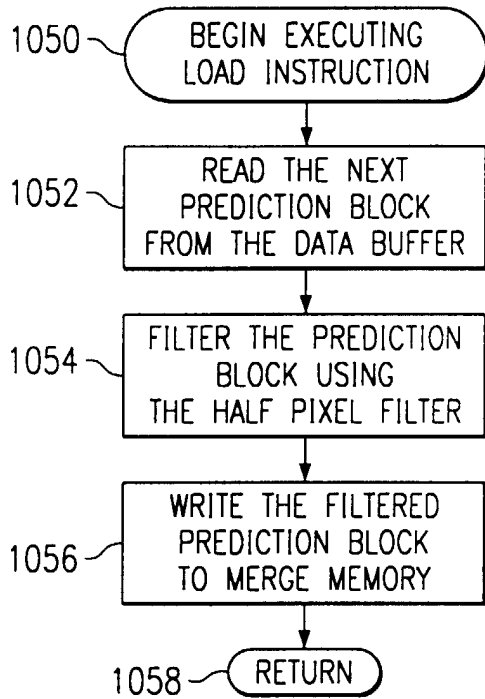 1050
BEGIN EXECUTING
LOAD INSTRUCTION
1052
READ THE NEXT
PREDICTION BLOCK
FROM THE DATA BUFFER
1054
FILTER THE PREDICTION
BLOCK USING
THE HALF PIXEL FILTER
1056
WRITE THE FILTERED
PREDICTION BLOCK
TO MERGE MEMORY
1058
RETURN